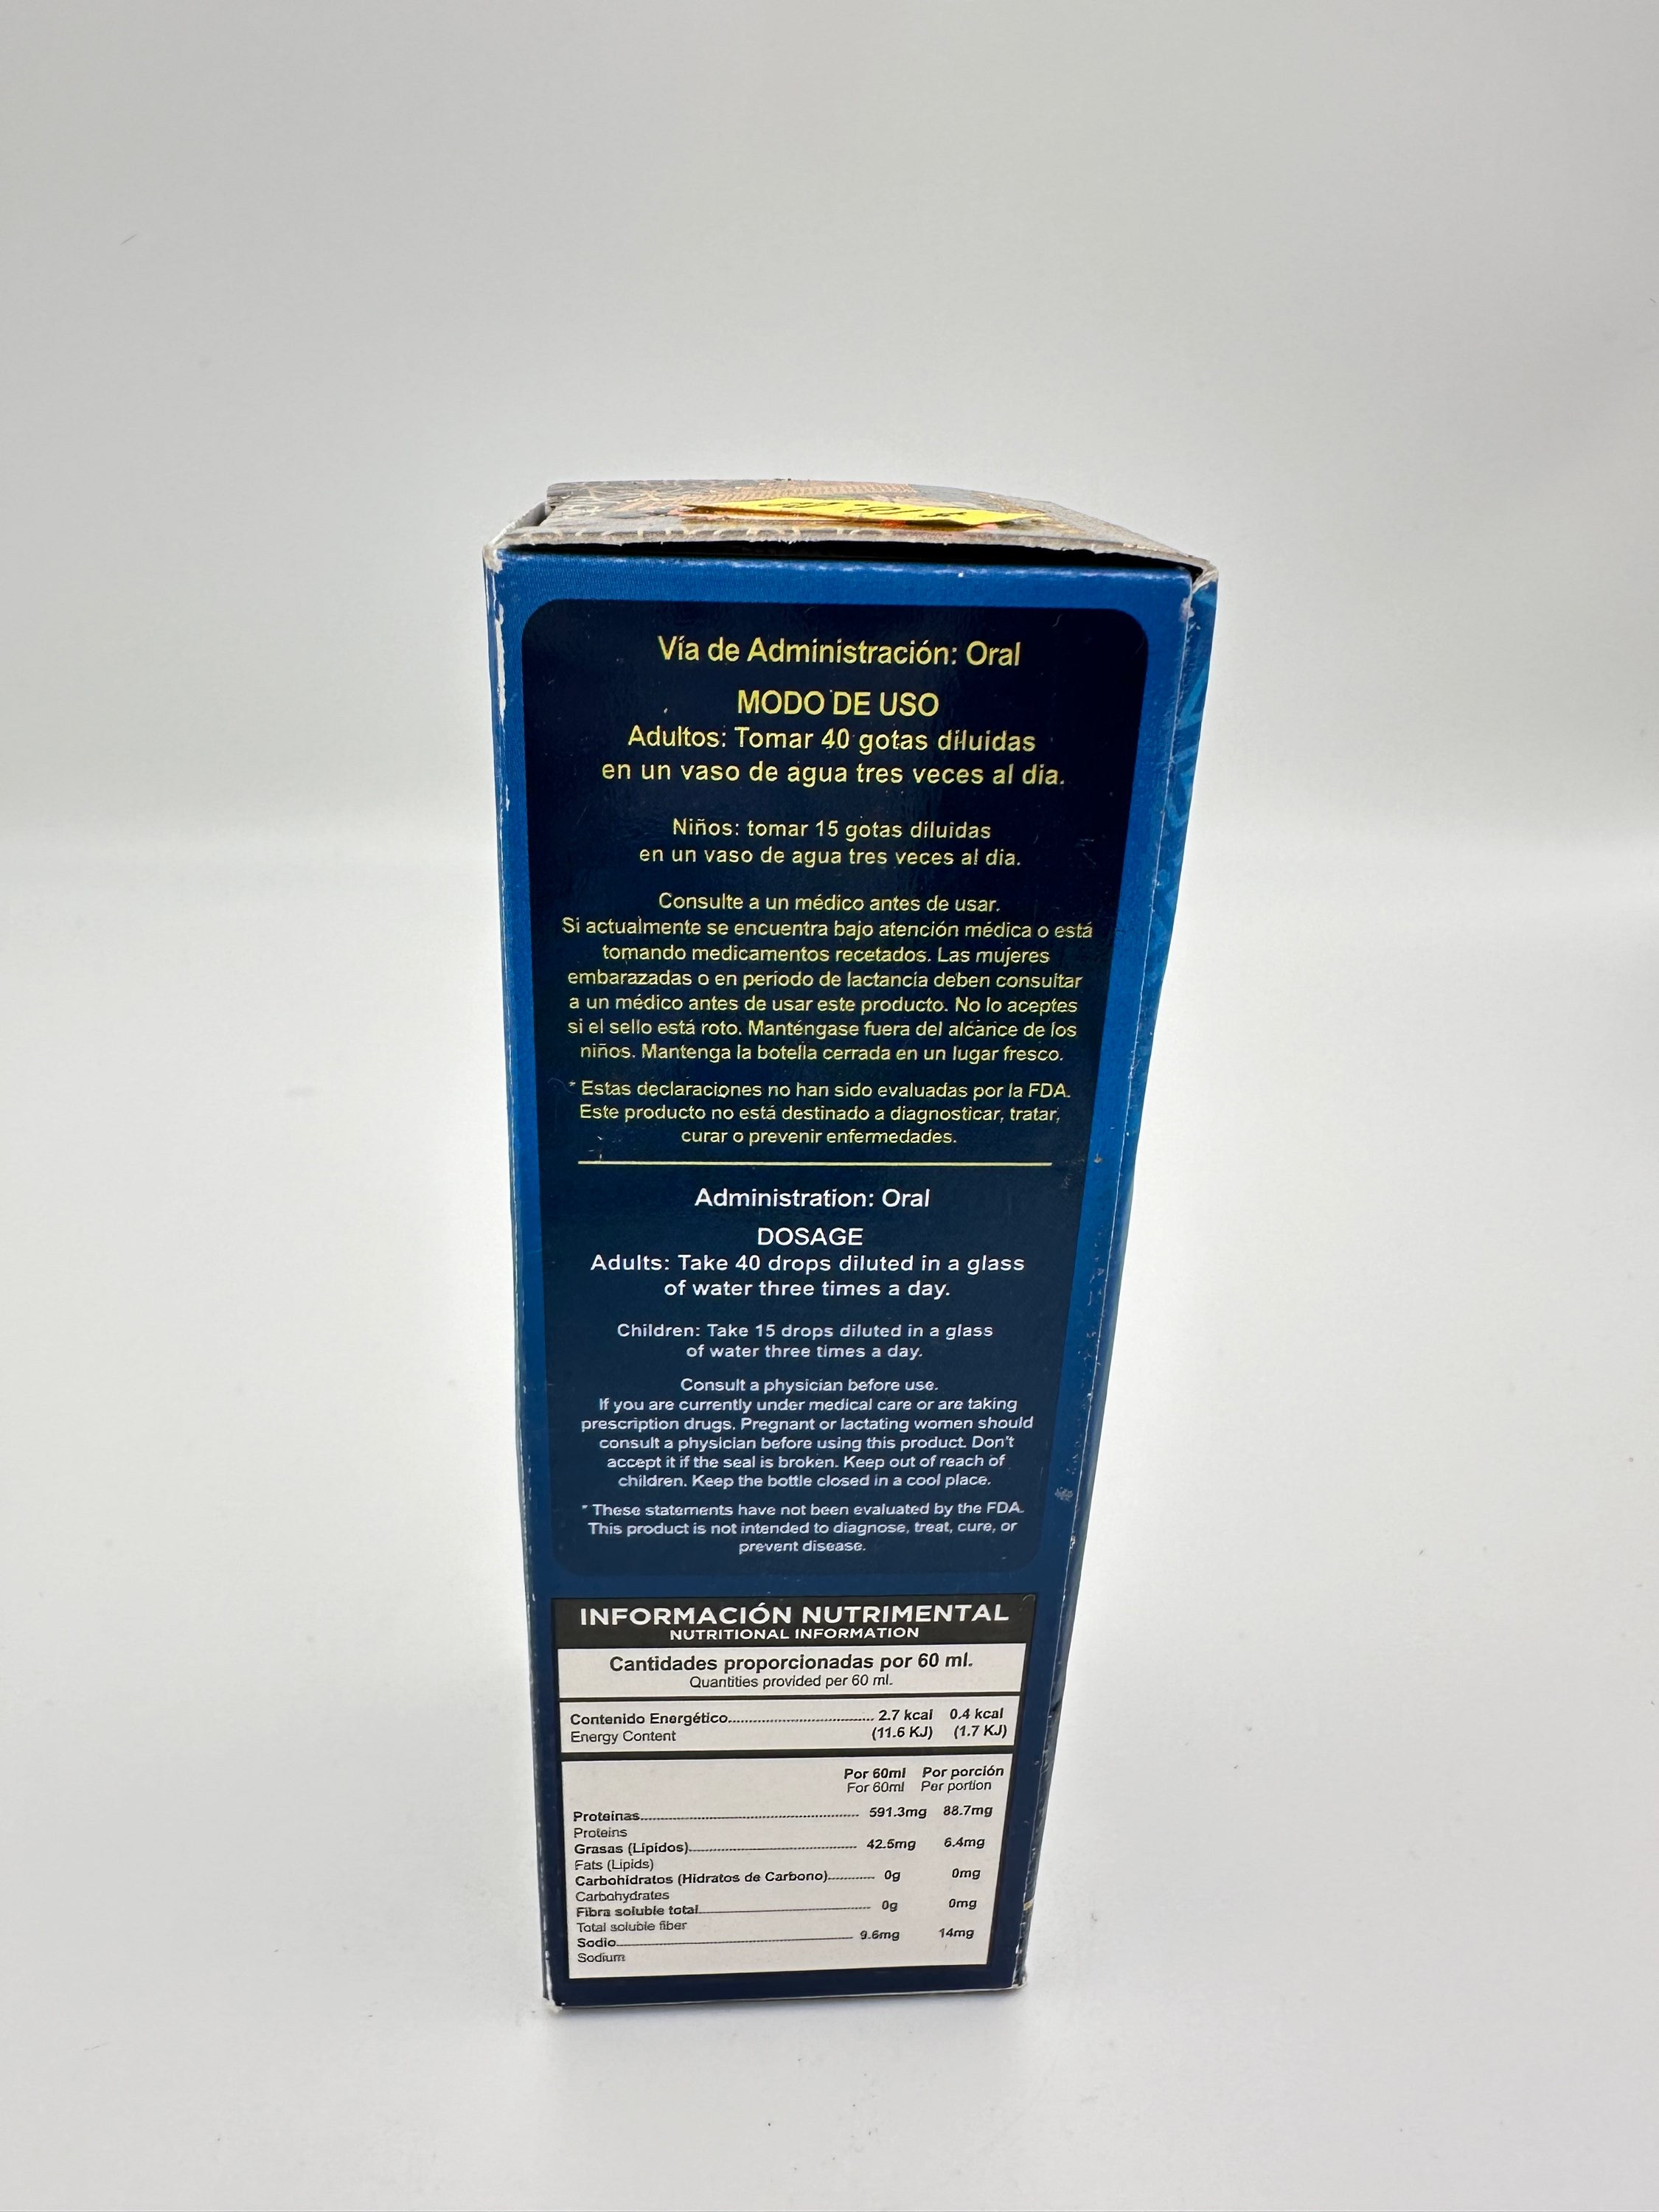 Vía de Administración: Oral
MODO DE USO
Adultos: Tomar 40 gotas diluidas
en un vaso de agua tres veces al dia.
Niños: tomar 15 gotas diluidas
en un vaso de agua tres veces al dia.
Consulte a un médico antes de usar.
Si actualmente se encuentra bajo atención médica o está
tomando medicamentos recetados. Las mujeres
embarazadas o en periodo de lactancia deben consultar
a un médico antes de usar este producto. No lo aceptes
si el sello está roto. Manténgase fuera del alcance de los
niños. Mantenga la botella cerrada en un lugar fresco.
* Estas declaraciones no han sido evaluadas por la FDA.
Este producto no está destinado a diagnosticar, tratar,
curar o prevenir enfermedades.
Administration: Oral
DOSAGE
Adults: Take 40 drops diluted in a glass
of water three times a day.
Children: Take 15 drops diluted in a glass
of water three times a day.
Consult a physician before use.
If you are currently under medical care or are taking
prescription drugs. Pregnant or lactating women should
consult a physician before using this product. Don't
accept it if the seal is broken. Keep out of reach of
children. Keep the bottle closed in a cool place.
* These statements have not been evaluated by the FDA.
This product is not intended to diagnose, treat, cure, or
prevent disease.
INFORMACIÓN NUTRIMENTAL
NUTRITIONAL INFORMATION
Cantidades proporcionadas por 60 ml.
Quantities provided per 60 ml.
Contenido Energético.................................... 2.7 kcal 0.4 kcal
Energy Content (11.6 KJ) (1.7 KJ)
Por 60ml Por porción
For 60ml Per portion
Proteinas...................................................... 591.3mg 88.7mg
Proteins
Grasas (Lipidos)......................................... 42.5mg 6.4mg
Fats (Lipids)
Carbohidratos (Hidratos de Carbono)........... 0g 0mg
Carbohydrates
Fibra soluble total........................................ 0g 0mg
Total soluble fiber
Sodio........................................................ 9.6mg 14mg
Sodium